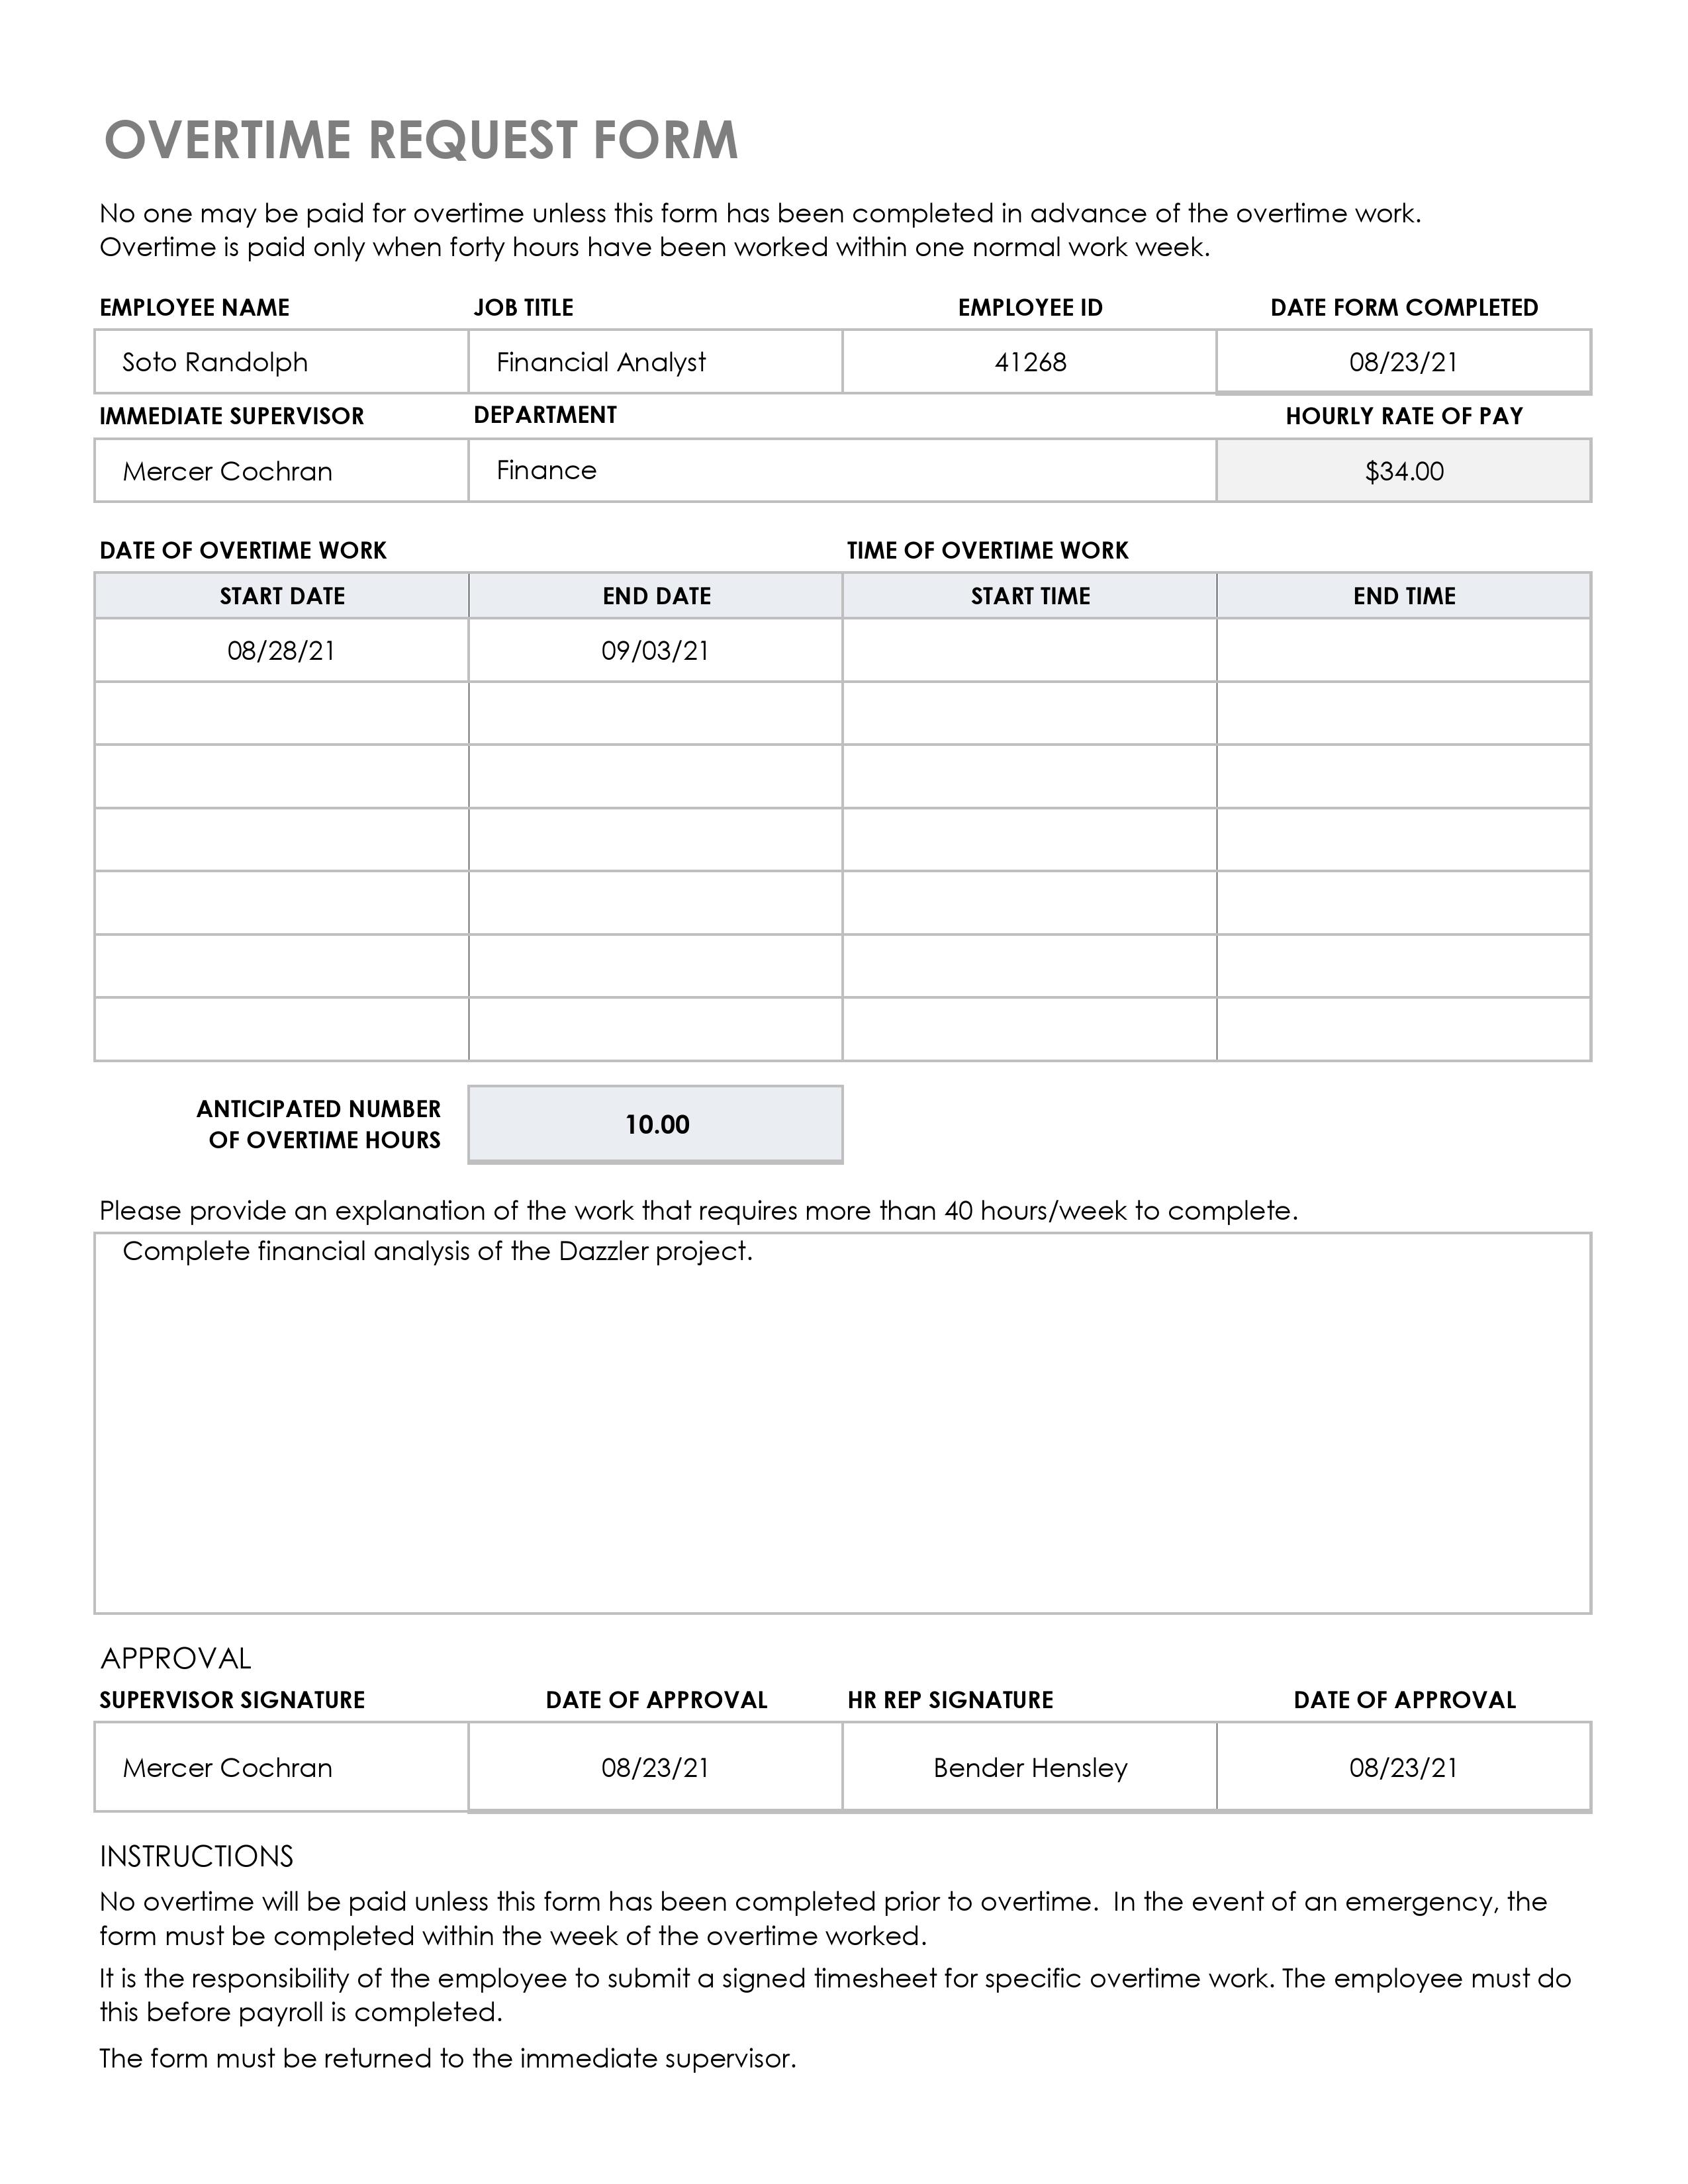 OVERTIME REQUEST FORM
No one may be paid for overtime unless this form has been completed in advance of the overtime work.
Overtime is paid only when forty hours have been worked within one normal work week.
EMPLOYEE NAME JOB TITLE EMPLOYEE ID DATE FORM COMPLETED
Soto Randolph Financial Analyst 41268 08/23/21
IMMEDIATE SUPERVISOR DEPARTMENT HOURLY RATE OF PAY
Mercer Cochran Finance $34.00
DATE OF OVERTIME WORK TIME OF OVERTIME WORK
START DATE END DATE START TIME END TIME
08/28/21 09/03/21
ANTICIPATED NUMBER
OF OVERTIME HOURS
10.00
Please provide an explanation of the work that requires more than 40 hours/week to complete.
Complete financial analysis of the Dazzler project.
APPROVAL
SUPERVISOR SIGNATURE DATE OF APPROVAL HR REP SIGNATURE DATE OF APPROVAL
Mercer Cochran 08/23/21 Bender Hensley 08/23/21
INSTRUCTIONS
No overtime will be paid unless this form has been completed prior to overtime.  In the event of an emergency, the
form must be completed within the week of the overtime worked.
It is the responsibility of the employee to submit a signed timesheet for specific overtime work. The employee must do
this before payroll is completed.
The form must be returned to the immediate supervisor.